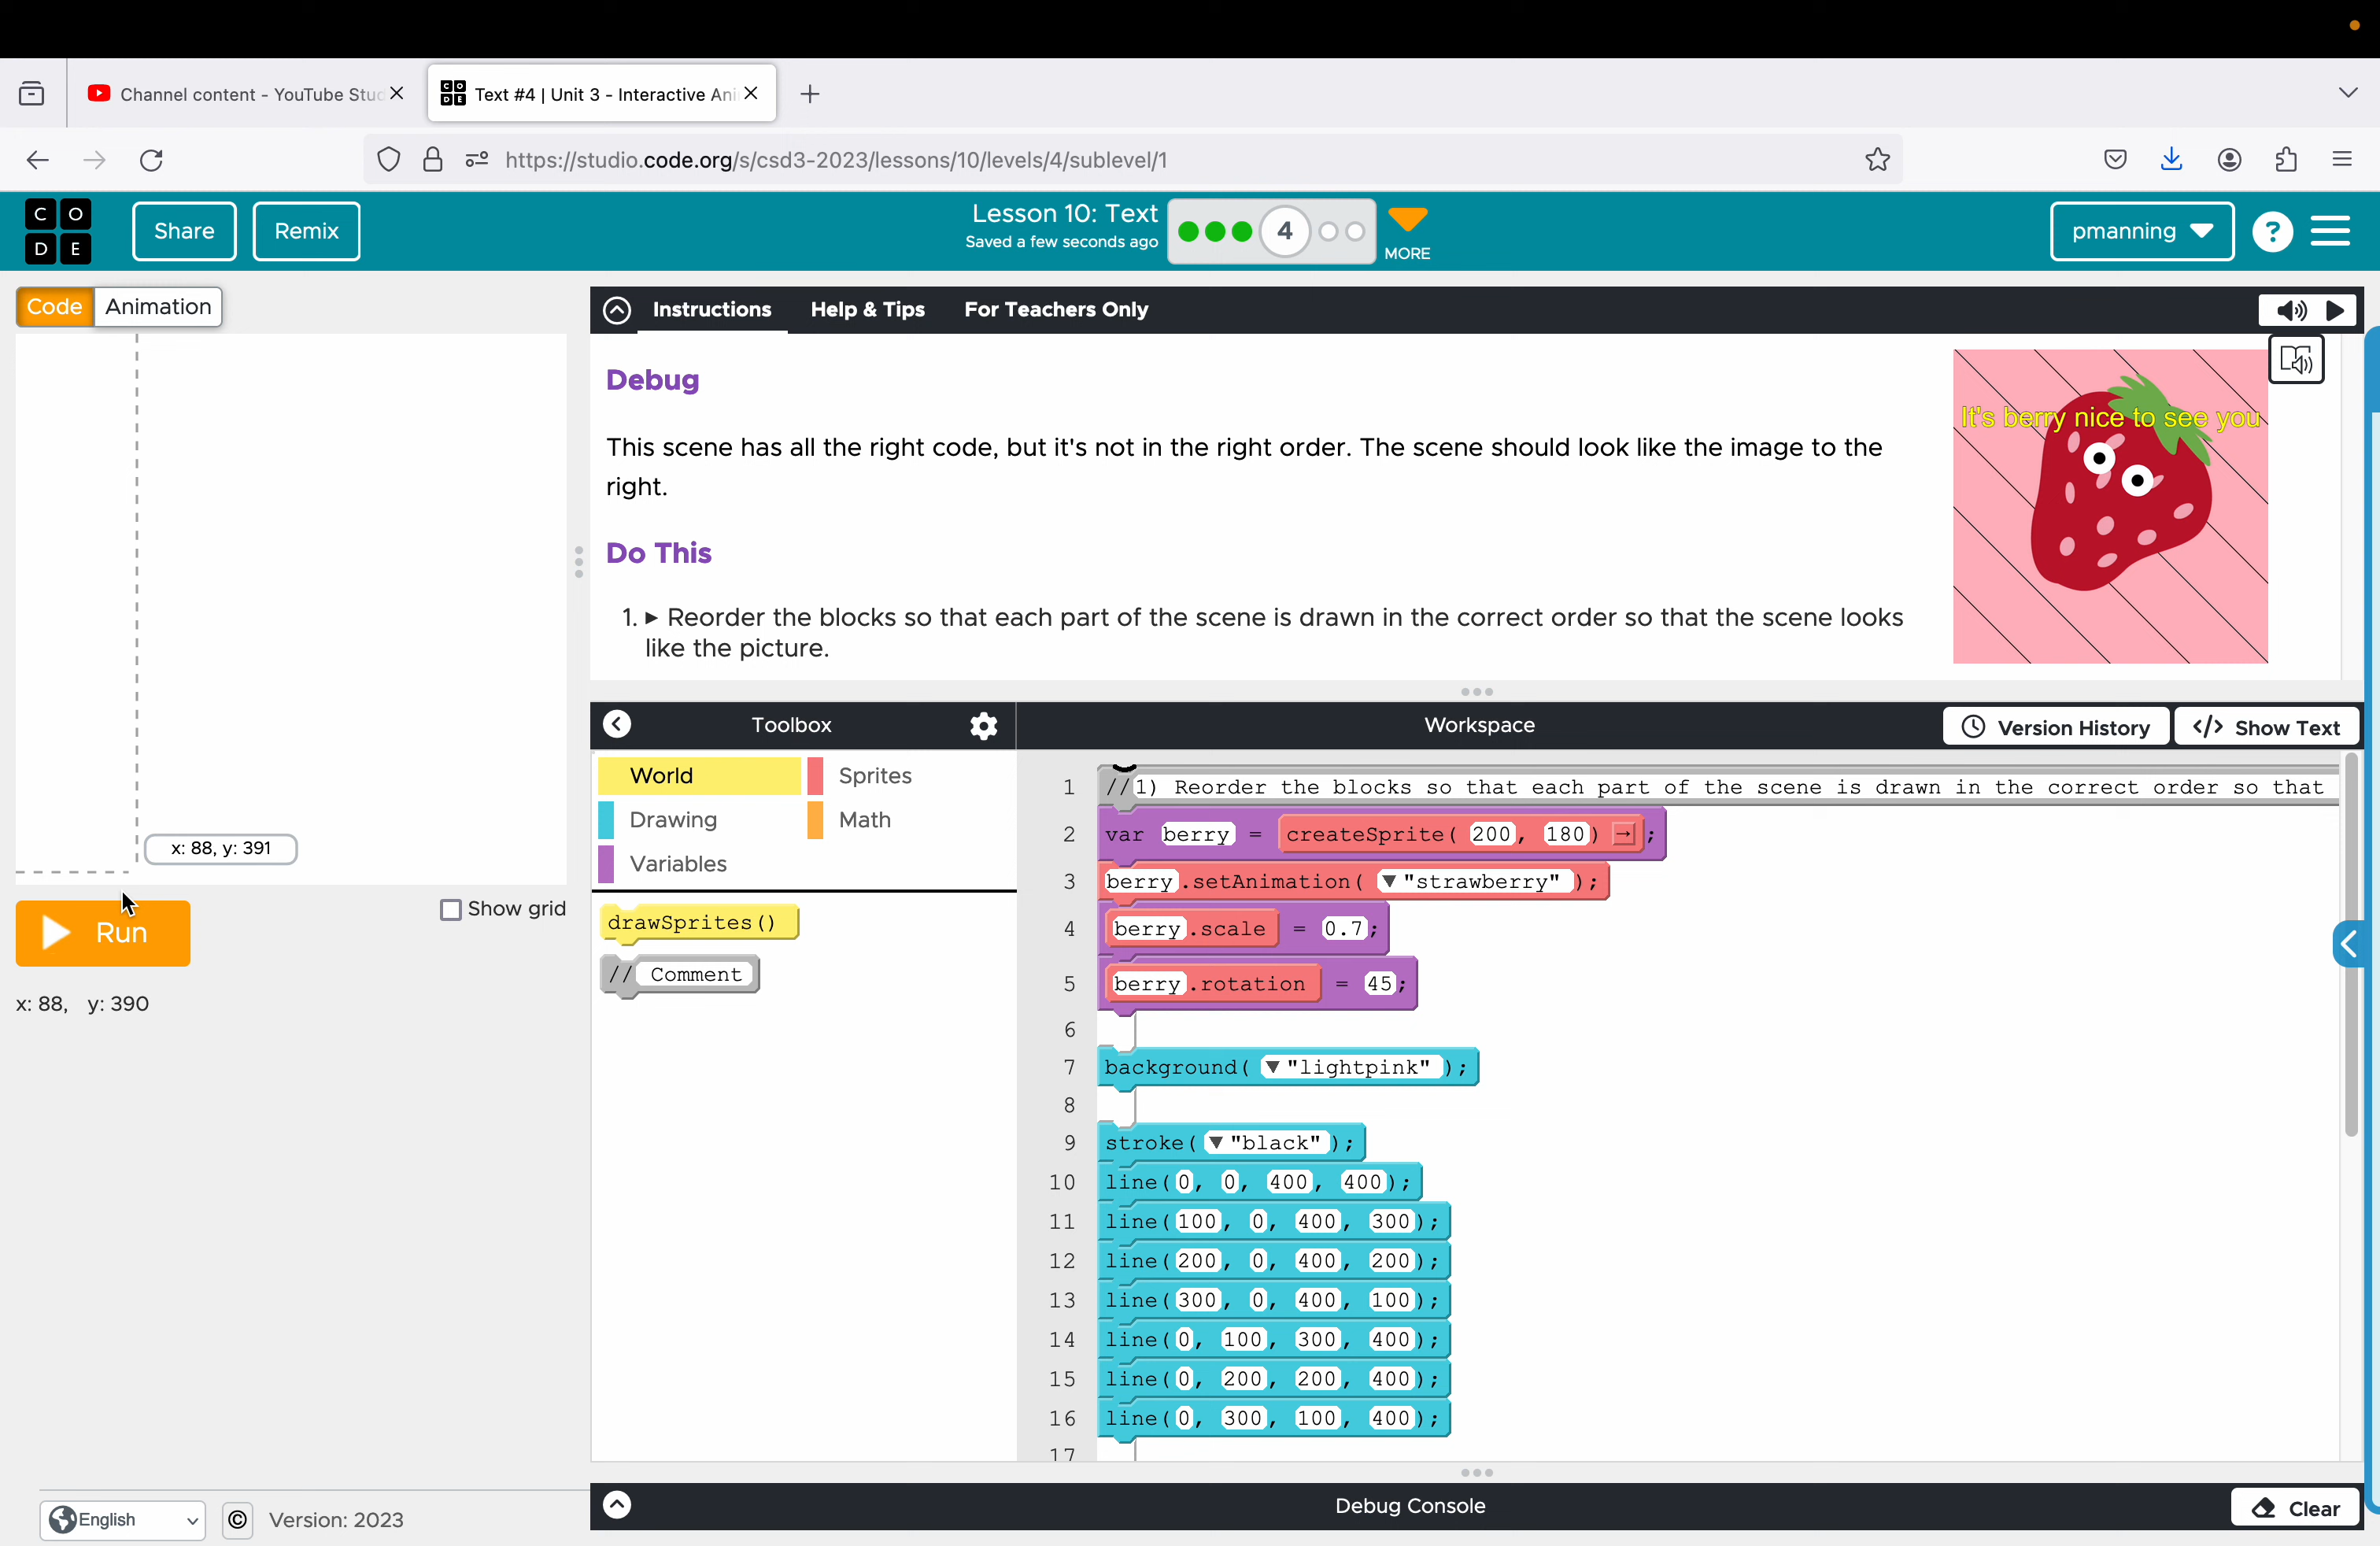 Channel content - YouTube Stud
Text #4 | Unit 3 - Interactive Ani
https://studio.code.org/s/csd3-2023/lessons/10/levels/4/sublevel/1
C O
D E
Share
Remix
Lesson 10: Text
Saved a few seconds ago
4
MORE
pmanning
?
Code
Animation
x: 88, y: 391
Run
Show grid
x: 88, y: 390
English
©
Version: 2023
Instructions
Help & Tips
For Teachers Only
Debug
This scene has all the right code, but it's not in the right order. The scene should look like the image to the
right.
Do This
1. ▸ Reorder the blocks so that each part of the scene is drawn in the correct order so that the scene looks
like the picture.
It's berry nice to see you
Toolbox
World
Sprites
Drawing
Math
Variables
drawSprites()
// Comment
Workspace
Version History
</> Show Text
1 //1) Reorder the blocks so that each part of the scene is drawn in the correct order so that
2 var berry = createSprite( 200, 180) →;
3 berry.setAnimation( ▼ "strawberry" );
4 berry.scale = 0.7;
5 berry.rotation = 45;
6
7 background( ▼ "lightpink" );
8
9 stroke( ▼ "black" );
10 line(0, 0, 400, 400);
11 line(100, 0, 400, 300);
12 line(200, 0, 400, 200);
13 line(300, 0, 400, 100);
14 line(0, 100, 300, 400);
15 line(0, 200, 200, 400);
16 line(0, 300, 100, 400);
17
Debug Console
Clear